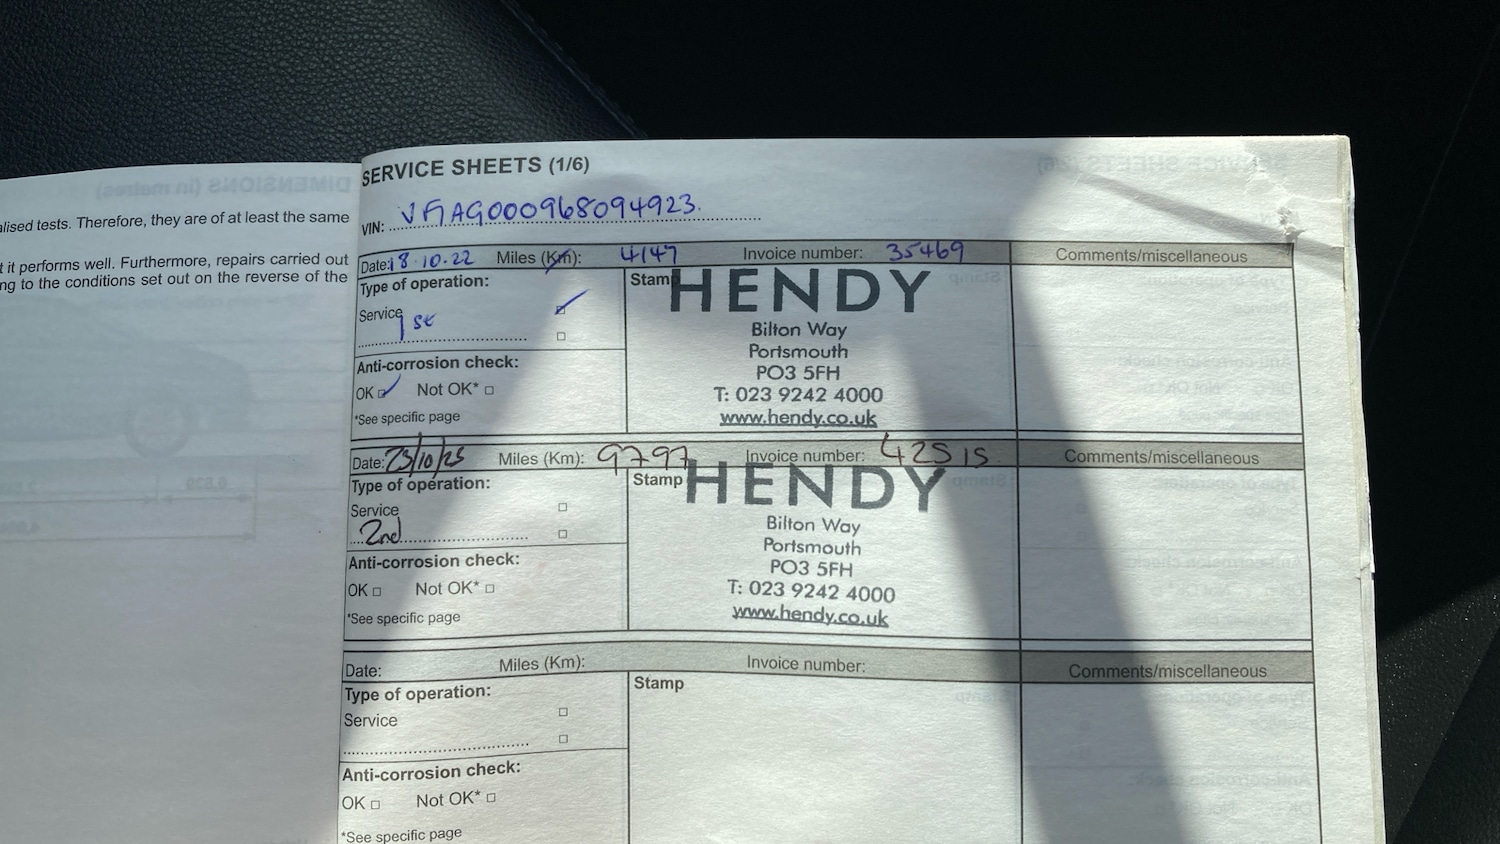 alised tests. Therefore, they are of at least the same
t it performs well. Furthermore, repairs carried out
ng to the conditions set out on the reverse of the
SERVICE SHEETS (1/6)
VIN: VF1AG000968094923.
Date: 18·10·22 Miles (Km): 4147 Invoice number: 35469 Comments/miscellaneous
Type of operation:
Service
1st
Anti-corrosion check:
OK Not OK*
*See specific page
Stamp
HENDY
Bilton Way
Portsmouth
PO3 5FH
T: 023 9242 4000
www.hendy.co.uk
Date: 23/10/25 Miles (Km): 9797 Invoice number: 42515 Comments/miscellaneous
Type of operation:
Service
2nd
Anti-corrosion check:
OK Not OK*
*See specific page
Stamp
HENDY
Bilton Way
Portsmouth
PO3 5FH
T: 023 9242 4000
www.hendy.co.uk
Date: Miles (Km): Invoice number: Comments/miscellaneous
Type of operation:
Service
Anti-corrosion check:
OK Not OK*
*See specific page
Stamp